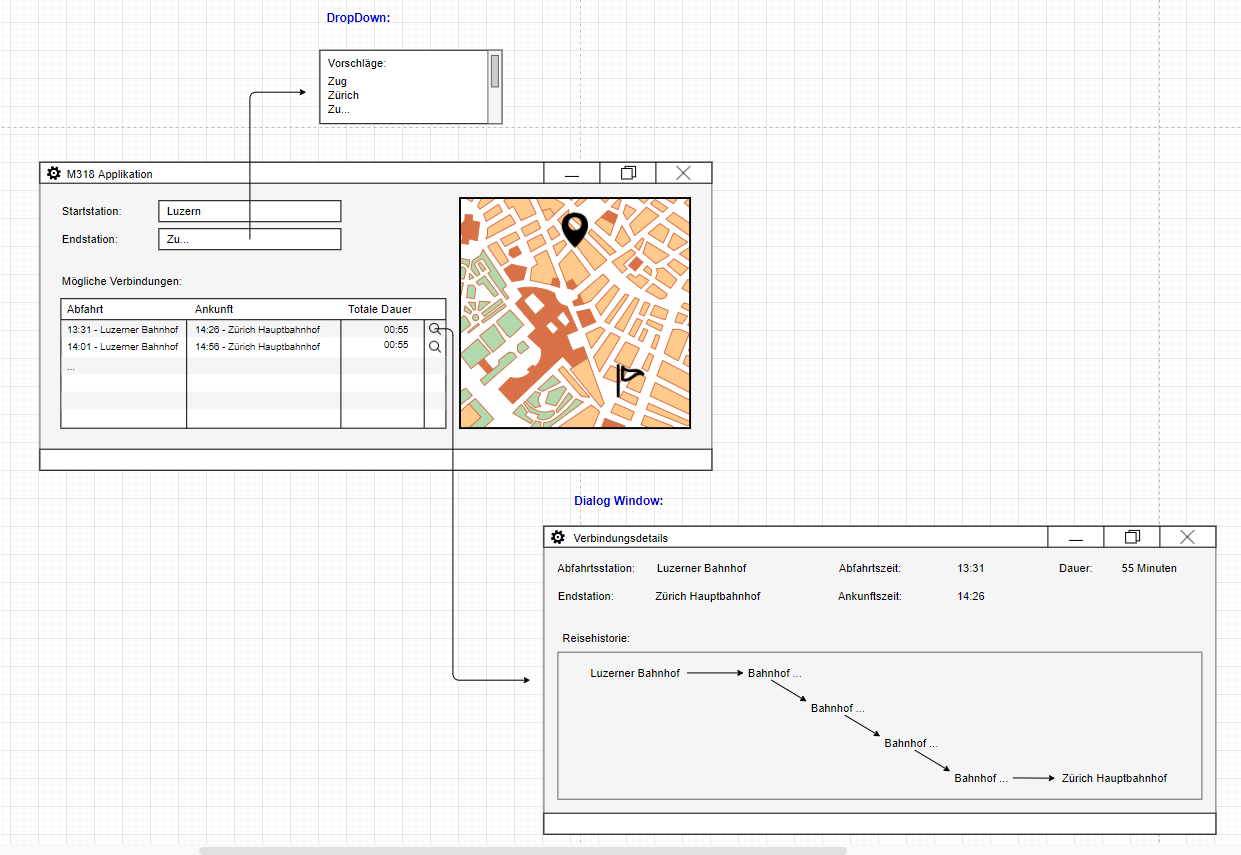 DropDown:
Vorschläge:
Zug
Zürich
Zu...
M318 Applikation
Startstation: Luzern
Endstation: Zu...
Mögliche Verbindungen:
Abfahrt Ankunft Totale Dauer
13:31 - Luzerner Bahnhof 14:26 - Zürich Hauptbahnhof 00:55
14:01 - Luzerner Bahnhof 14:56 - Zürich Hauptbahnhof 00:55
...
Dialog Window:
Verbindungsdetails
Abfahrtsstation: Luzerner Bahnhof Abfahrtszeit: 13:31 Dauer: 55 Minuten
Endstation: Zürich Hauptbahnhof Ankunftszeit: 14:26
Reisehistorie:
Luzerner Bahnhof Bahnhof ...
Bahnhof ...
Bahnhof ...
Bahnhof ... Zürich Hauptbahnhof